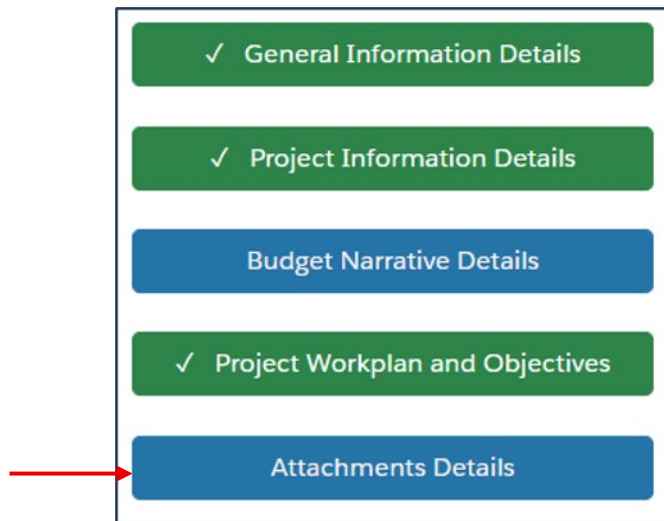 ✓ General Information Details
✓ Project Information Details
Budget Narrative Details
✓ Project Workplan and Objectives
Attachments Details